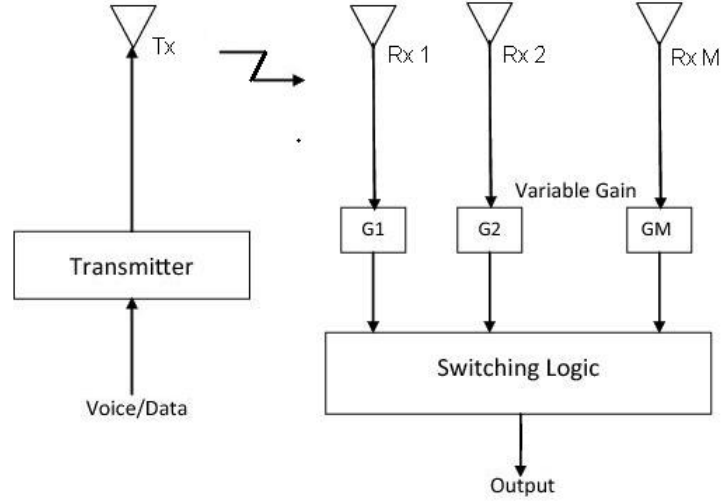 Tx
Rx 1
Rx 2
Rx M
Variable Gain
G1
G2
GM
Transmitter
Switching Logic
Voice/Data
Output